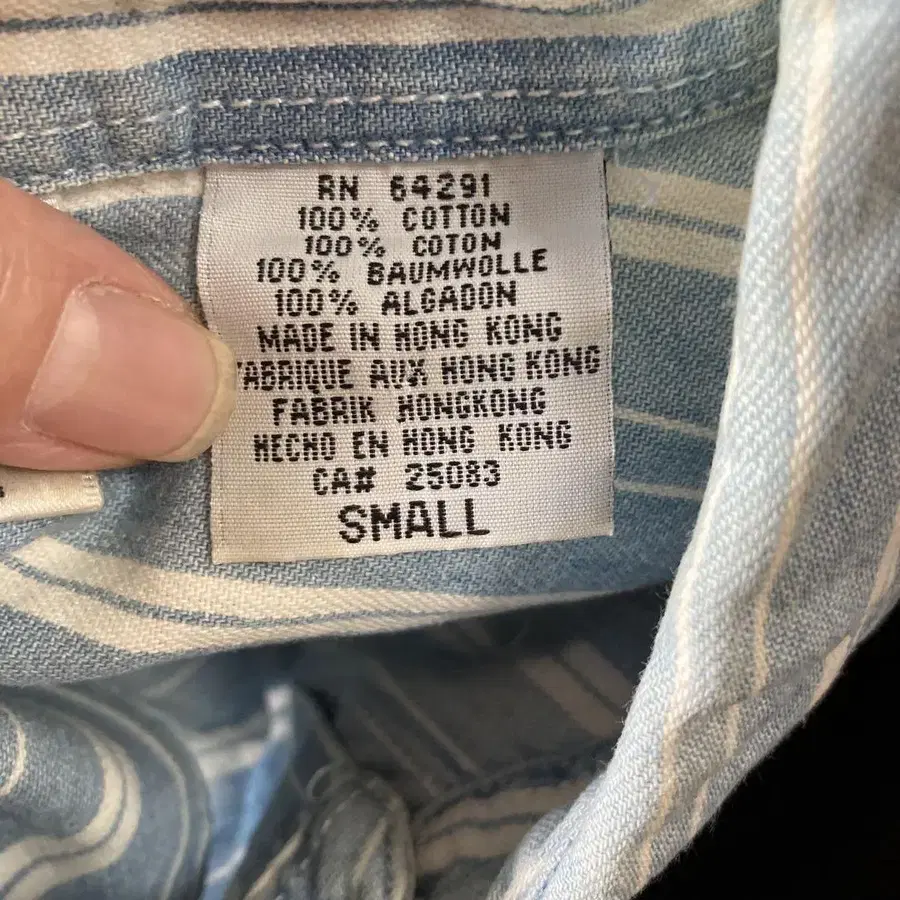 RN 64291
100% COTTON
100% COTON
100% BAUMWOLLE
100% ALGADON
MADE IN HONG KONG
FABRIQUE AUX HONG KONG
FABRIK HONGKONG
HECHO EN HONG KONG
CA# 25083
SMALL